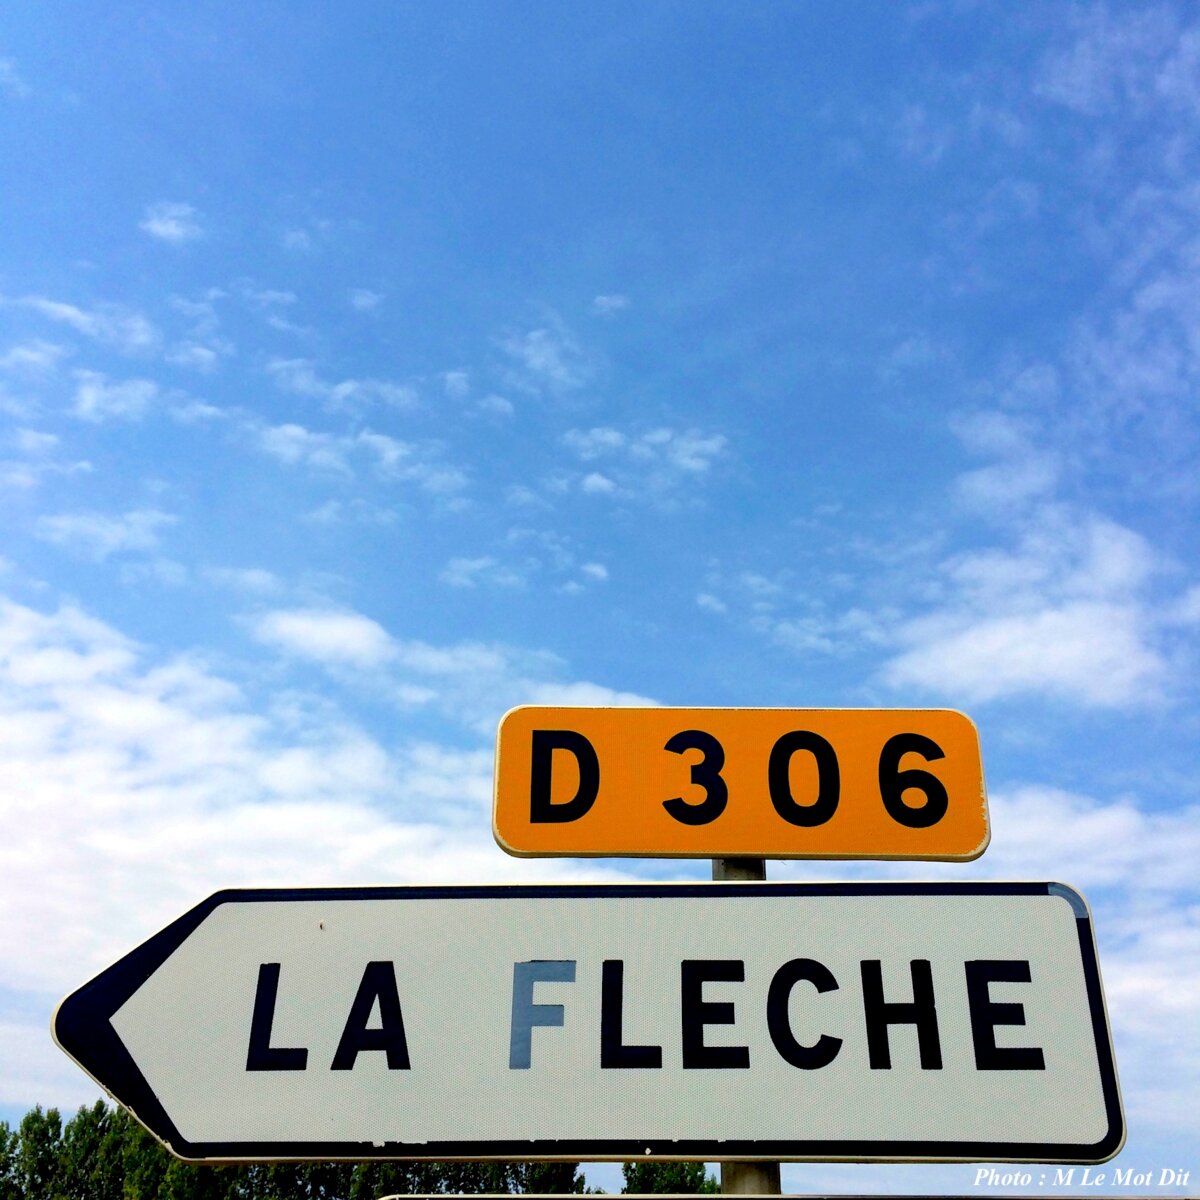 D 306
LA FLECHE
Photo : M Le Mot Dit